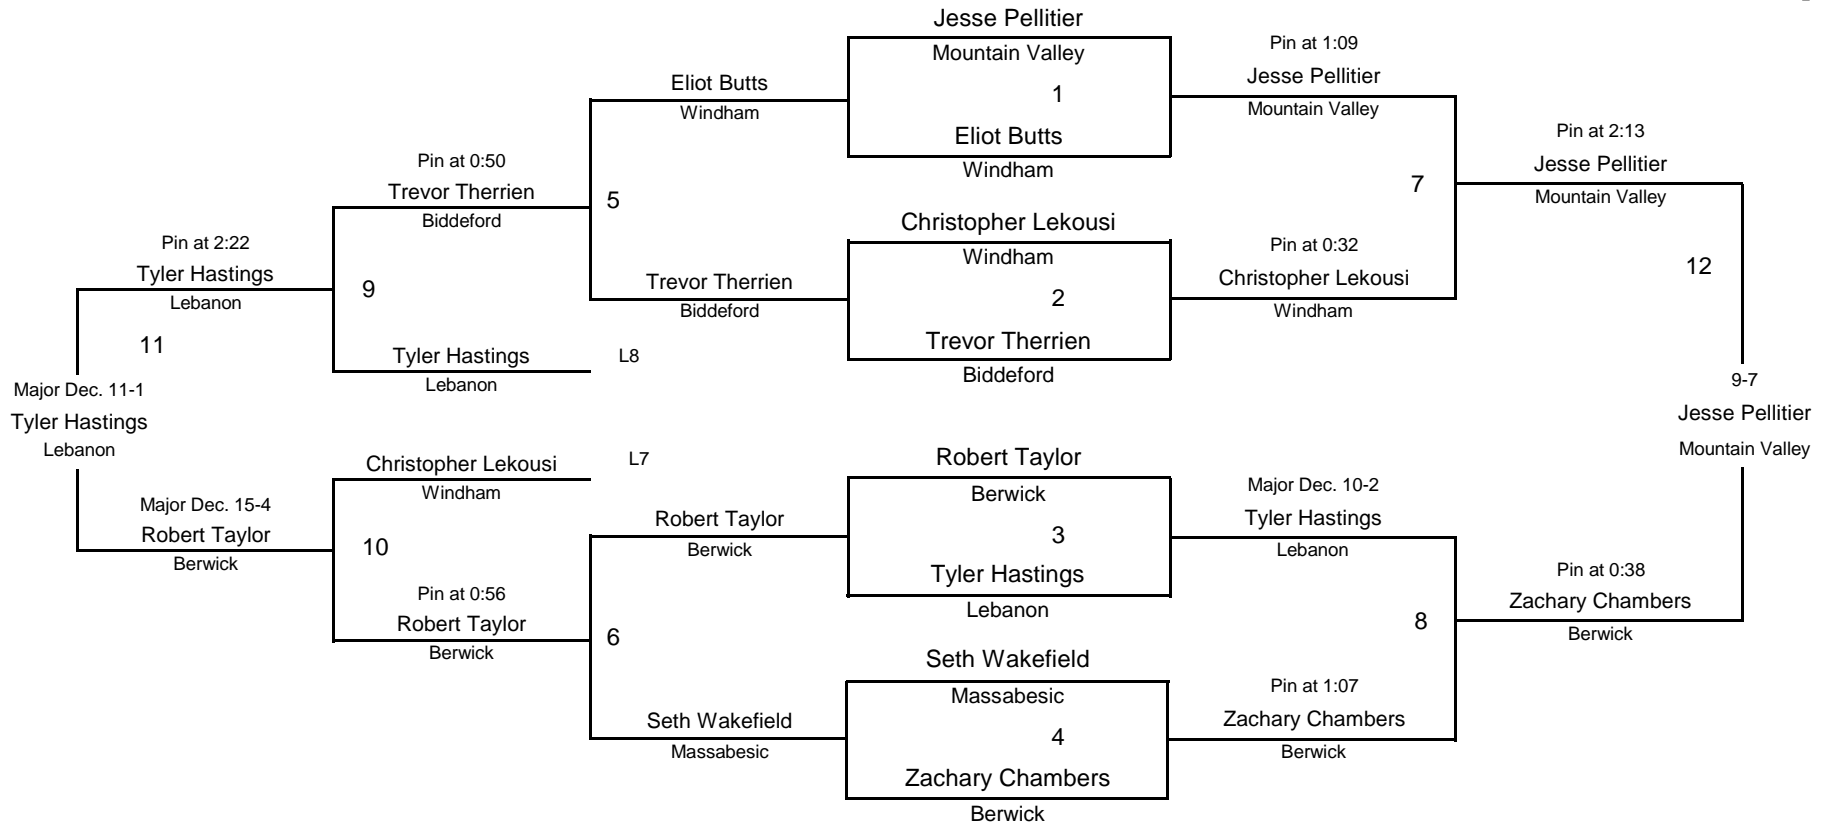 Jesse Pellitier
Mountain Valley
1
Eliot Butts
Windham
Christopher Lekousi
Windham
2
Trevor Therrien
Biddeford
Robert Taylor
Berwick
3
Tyler Hastings
Lebanon
Seth Wakefield
Massabesic
4
Zachary Chambers
Berwick
Pin at 1:09
Jesse Pellitier
Mountain Valley
7
Pin at 0:32
Christopher Lekousi
Windham
Major Dec. 10-2
Tyler Hastings
Lebanon
8
Pin at 1:07
Zachary Chambers
Berwick
Pin at 2:13
Jesse Pellitier
Mountain Valley
12
Pin at 0:38
Zachary Chambers
Berwick
9-7
Jesse Pellitier
Mountain Valley
Eliot Butts
Windham
5
Trevor Therrien
Biddeford
Robert Taylor
Berwick
6
Seth Wakefield
Massabesic
Pin at 0:50
Trevor Therrien
Biddeford
9
Tyler Hastings
L8
Lebanon
Christopher Lekousi
L7
Windham
10
Pin at 0:56
Robert Taylor
Berwick
Pin at 2:22
Tyler Hastings
Lebanon
11
Major Dec. 15-4
Robert Taylor
Berwick
Major Dec. 11-1
Tyler Hastings
Lebanon